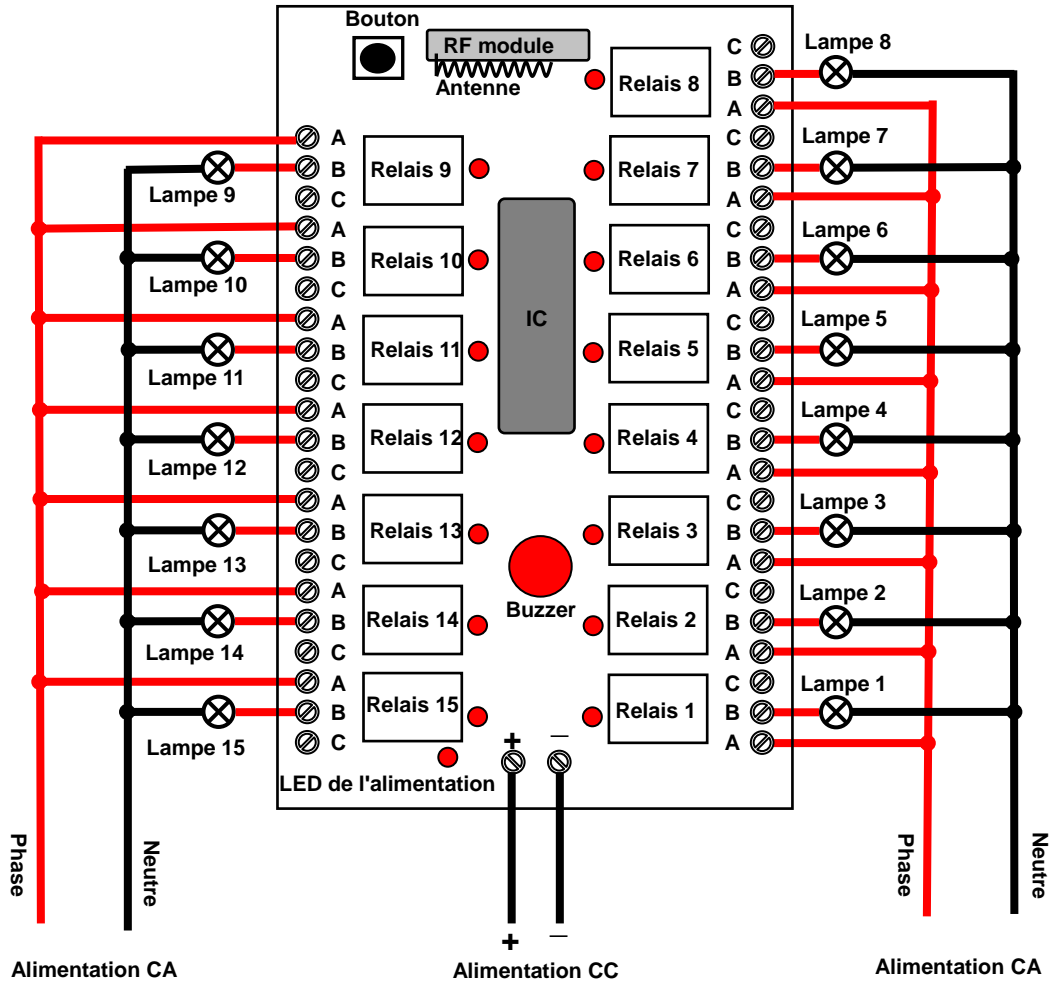 Bouton
RF module
Antenne
Relais 8
C
B
A
Lampe 8
Relais 7
C
B
A
Lampe 7
Relais 6
C
B
A
Lampe 6
Relais 5
C
B
A
Lampe 5
Relais 4
C
B
A
Lampe 4
Relais 3
C
B
A
Lampe 3
Relais 2
C
B
A
Lampe 2
Relais 1
C
B
A
Lampe 1
A
B
C
Relais 9
Lampe 9
A
B
C
Relais 10
Lampe 10
A
B
C
Relais 11
Lampe 11
A
B
C
Relais 12
Lampe 12
A
B
C
Relais 13
Lampe 13
A
B
C
Relais 14
Lampe 14
A
B
C
Relais 15
Lampe 15
IC
Buzzer
+ −
LED de l'alimentation
Phase
Neutre
Phase
Neutre
+ −
Alimentation CA
Alimentation CC
Alimentation CA